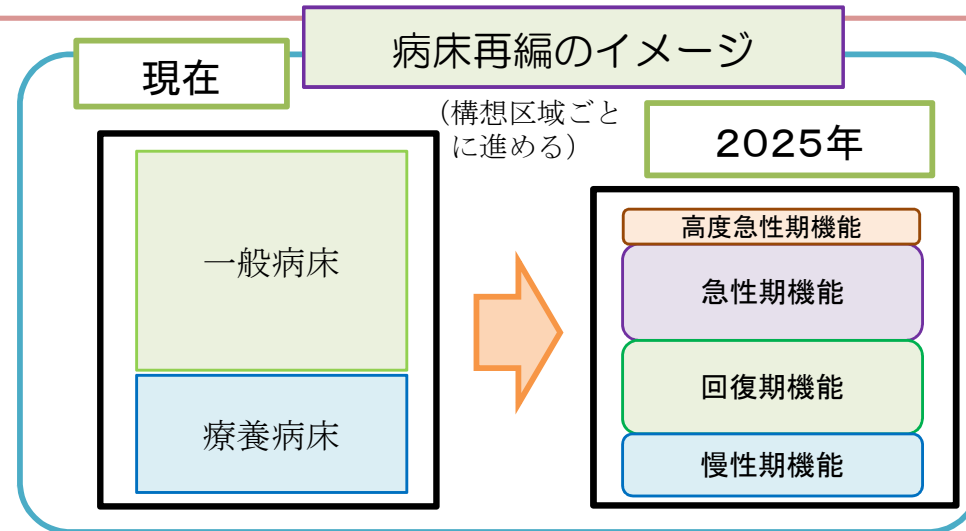 病床再編のイメージ
現在
（構想区域ごと
に進める）
2025年
一般病床
療養病床
高度急性期機能
急性期機能
回復期機能
慢性期機能